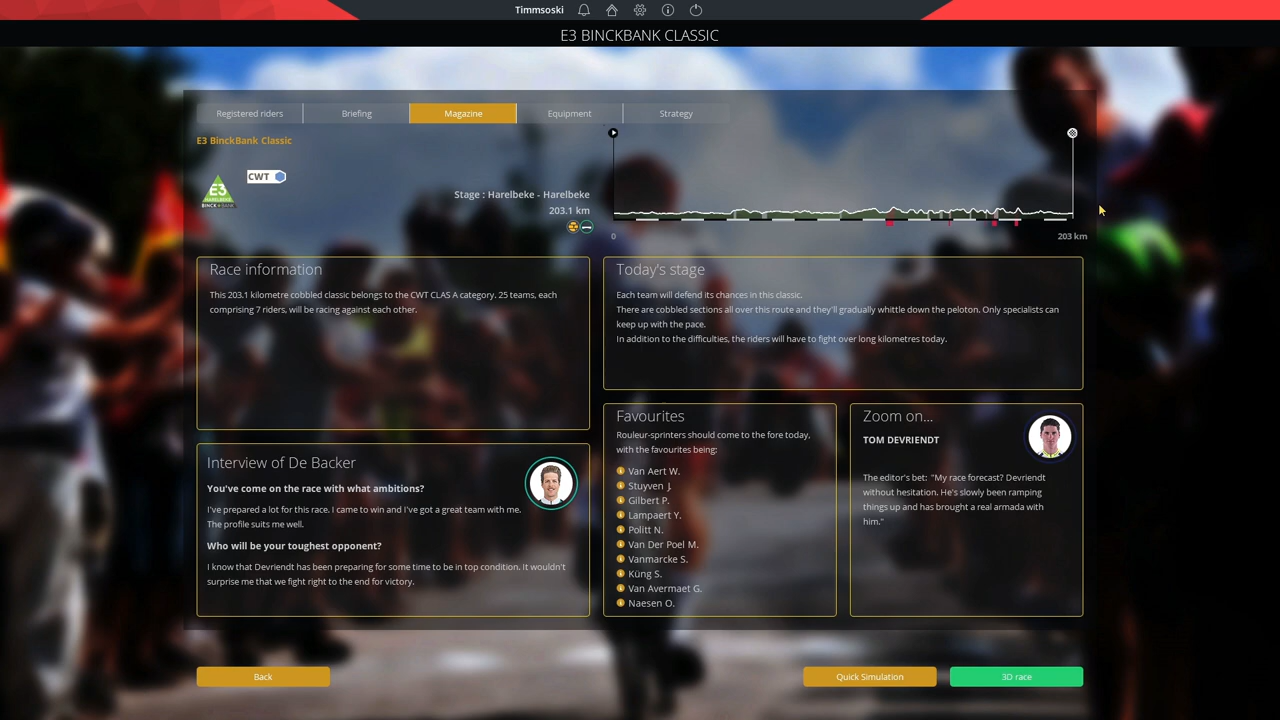 Timmsoski
E3 BINCKBANK CLASSIC
Registered riders
Briefing
Magazine
Equipment
Strategy
E3 BinckBank Classic
E3
HARELBEKE
BINCK BANK
CWT
Stage : Harelbeke - Harelbeke
203.1 km
0
203 km
Race information
This 203.1 kilometre cobbled classic belongs to the CWT CLAS A category. 25 teams, each
comprising 7 riders, will be racing against each other.
Today's stage
Each team will defend its chances in this classic.
There are cobbled sections all over this route and they'll gradually whittle down the peloton. Only specialists can
keep up with the pace.
In addition to the difficulties, the riders will have to fight over long kilometres today.
Interview of De Backer
You've come on the race with what ambitions?
I've prepared a lot for this race. I came to win and I've got a great team with me.
The profile suits me well.
Who will be your toughest opponent?
I know that Devriendt has been preparing for some time to be in top condition. It wouldn't
surprise me that we fight right to the end for victory.
Favourites
Rouleur-sprinters should come to the fore today,
with the favourites being:
Van Aert W.
Stuyven J.
Gilbert P.
Lampaert Y.
Politt N.
Van Der Poel M.
Vanmarcke S.
Küng S.
Van Avermaet G.
Naesen O.
Zoom on...
TOM DEVRIENDT
The editor's bet: "My race forecast? Devriendt
without hesitation. He's slowly been ramping
things up and has brought a real armada with
him."
Back
Quick Simulation
3D race